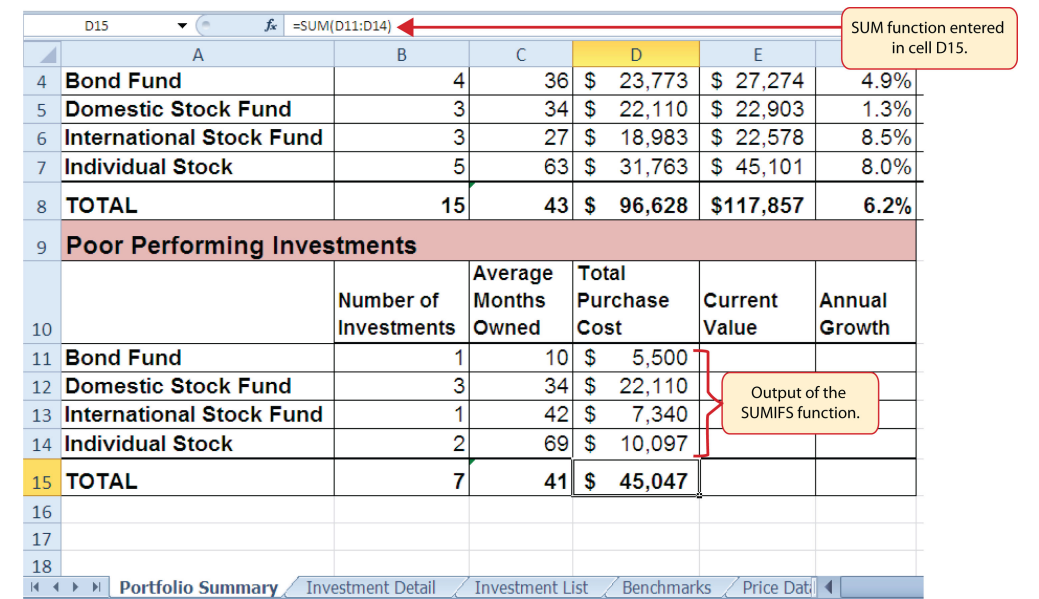 D15 fx =SUM(D11:D14)
SUM function entered
in cell D15.
A B C D E
4 Bond Fund 4 36 $ 23,773 $ 27,274 4.9%
5 Domestic Stock Fund 3 34 $ 22,110 $ 22,903 1.3%
6 International Stock Fund 3 27 $ 18,983 $ 22,578 8.5%
7 Individual Stock 5 63 $ 31,763 $ 45,101 8.0%
8 TOTAL 15 43 $ 96,628 $117,857 6.2%
9 Poor Performing Investments
Average Total
Number of Months Purchase Current Annual
10 Investments Owned Cost Value Growth
11 Bond Fund 1 10 $ 5,500
12 Domestic Stock Fund 3 34 $ 22,110
13 International Stock Fund 1 42 $ 7,340
14 Individual Stock 2 69 $ 10,097
Output of the
SUMIFS function.
15 TOTAL 7 41 $ 45,047
16
17
18
Portfolio Summary Investment Detail Investment List Benchmarks Price Data